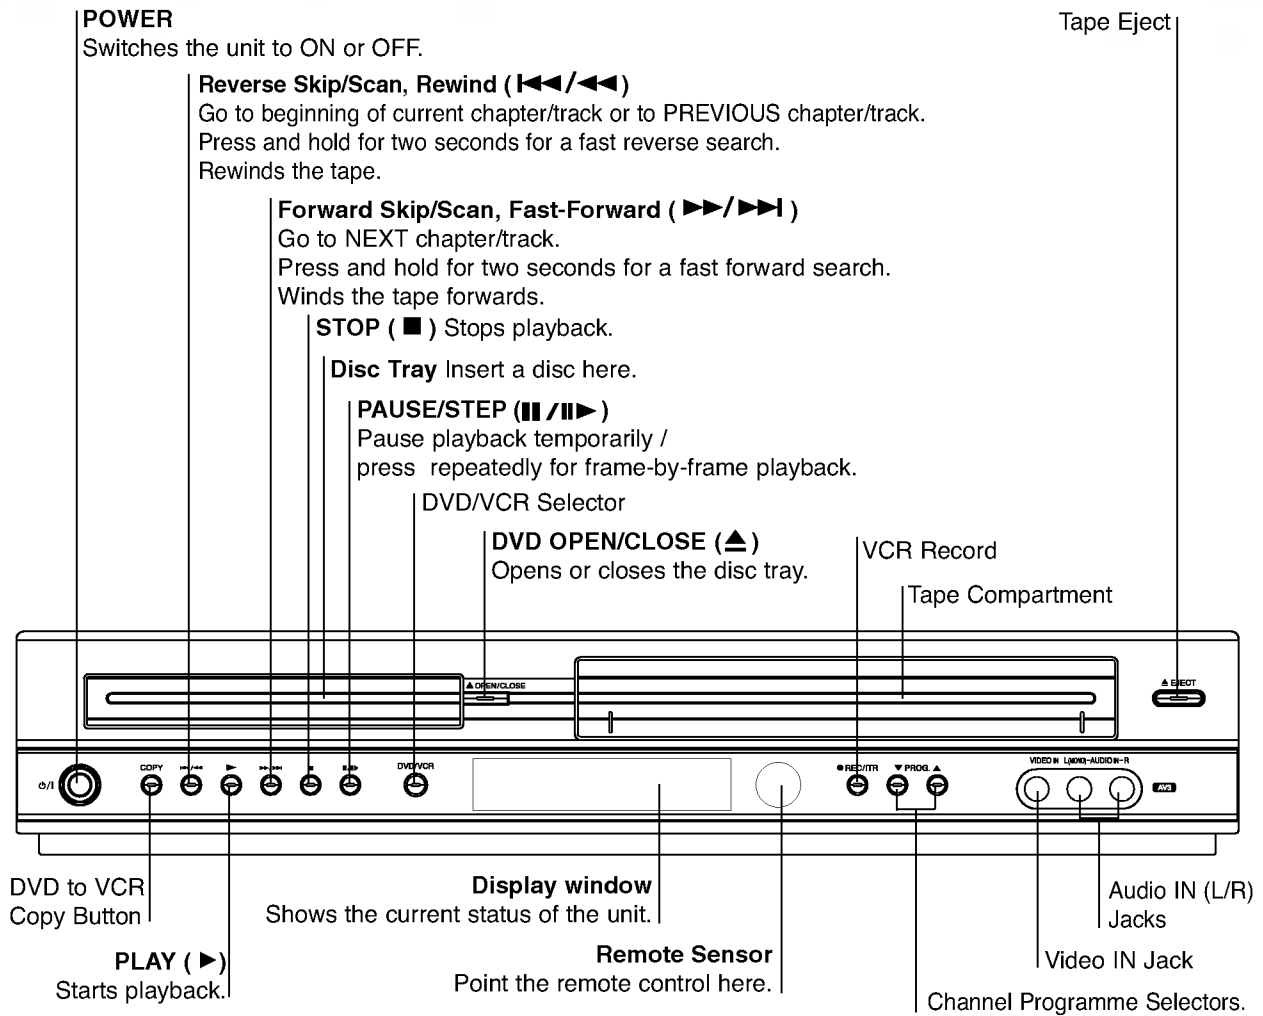 POWER
Switches the unit to ON or OFF.
Tape Eject
Reverse Skip/Scan, Rewind (⏮/◀◀)
Go to beginning of current chapter/track or to PREVIOUS chapter/track.
Press and hold for two seconds for a fast reverse search.
Rewinds the tape.
Forward Skip/Scan, Fast-Forward ( ▶▶/▶▶| )
Go to NEXT chapter/track.
Press and hold for two seconds for a fast forward search.
Winds the tape forwards.
STOP ( ■ ) Stops playback.
Disc Tray Insert a disc here.
PAUSE/STEP (❚❚ /❚❚▶ )
Pause playback temporarily /
press repeatedly for frame-by-frame playback.
DVD/VCR Selector
DVD OPEN/CLOSE (⏏ )
Opens or closes the disc tray.
VCR Record
Tape Compartment
⏏ OPEN/CLOSE
⏏ EJECT
COPY
DVD/VCR
● REC/ITR
▼ PROG. ▲
VIDEO IN L(MONO)-AUDIO IN-R
AV3
DVD to VCR
Copy Button
PLAY ( ▶)
Starts playback.
Display window
Shows the current status of the unit.
Remote Sensor
Point the remote control here.
Audio IN (L/R)
Jacks
Video IN Jack
Channel Programme Selectors.